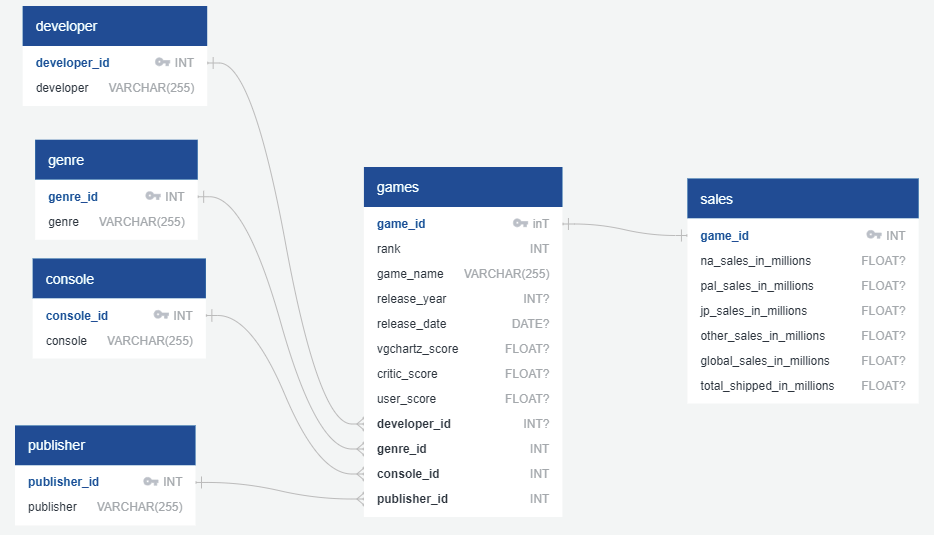 developer
developer_id INT
developer VARCHAR(255)
genre
genre_id INT
genre VARCHAR(255)
console
console_id INT
console VARCHAR(255)
publisher
publisher_id INT
publisher VARCHAR(255)
games
game_id inT
rank INT
game_name VARCHAR(255)
release_year INT?
release_date DATE?
vgchartz_score FLOAT?
critic_score FLOAT?
user_score FLOAT?
developer_id INT?
genre_id INT
console_id INT
publisher_id INT
sales
game_id INT
na_sales_in_millions FLOAT?
pal_sales_in_millions FLOAT?
jp_sales_in_millions FLOAT?
other_sales_in_millions FLOAT?
global_sales_in_millions FLOAT?
total_shipped_in_millions FLOAT?